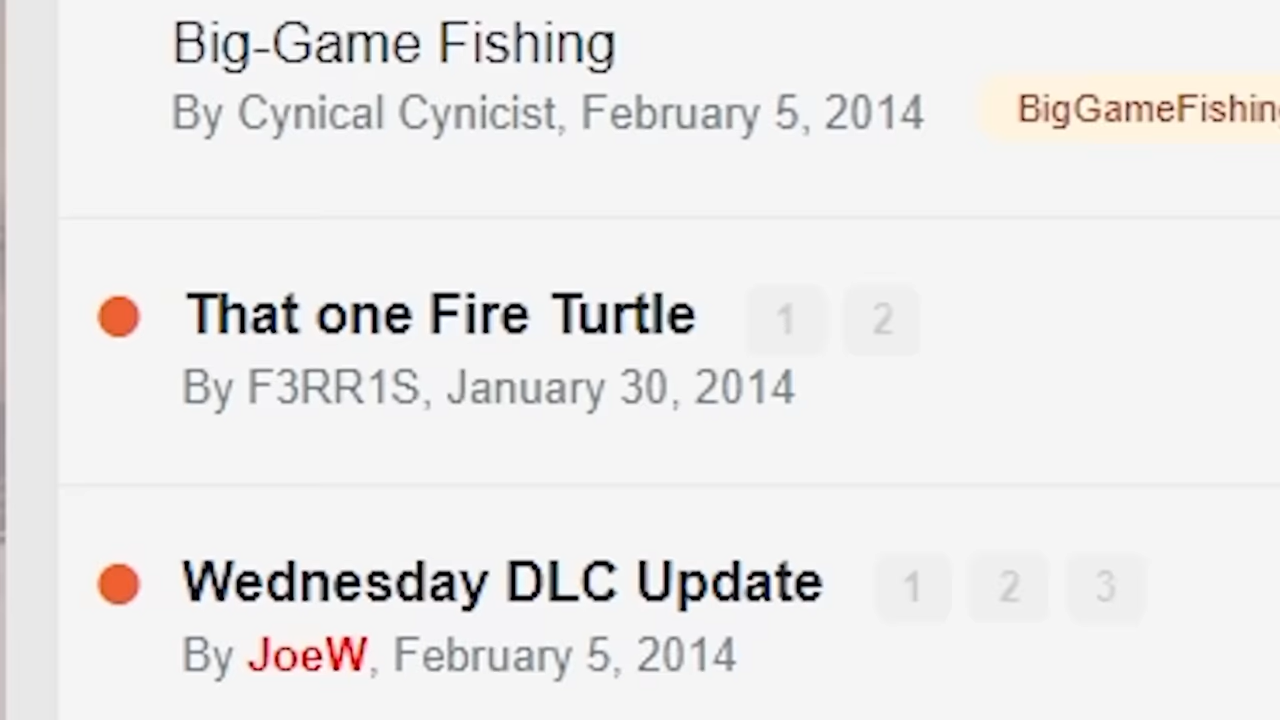 Big-Game Fishing
By Cynical Cynicist, February 5, 2014 BigGameFishin
That one Fire Turtle 1 2
By F3RR1S, January 30, 2014
Wednesday DLC Update 1 2 3
By JoeW, February 5, 2014